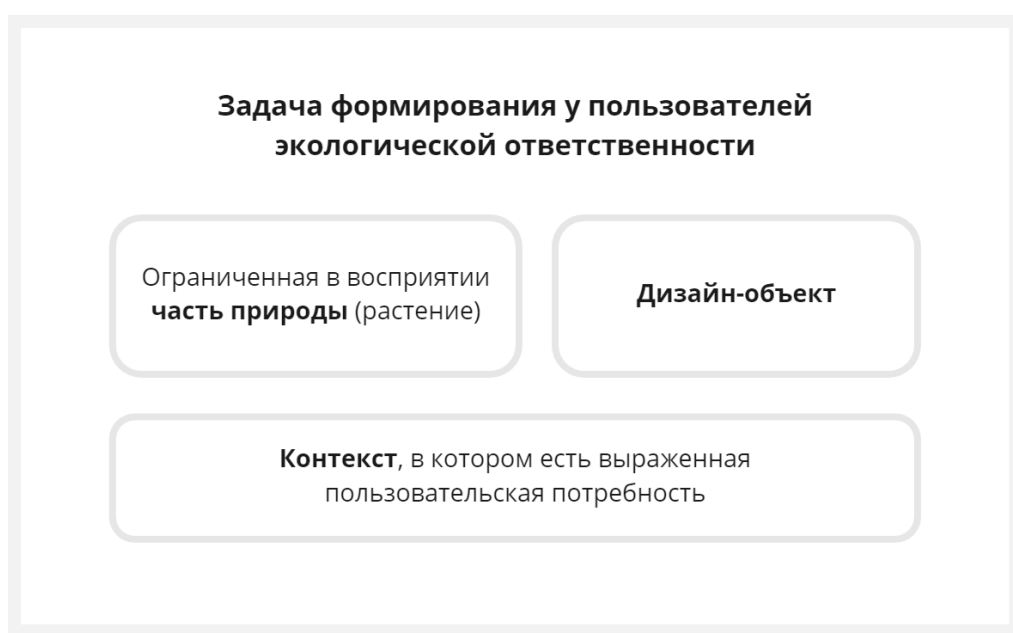 Задача формирования у пользователей
экологической ответственности
Ограниченная в восприятии
часть природы (растение)
Дизайн-объект
Контекст, в котором есть выраженная
пользовательская потребность